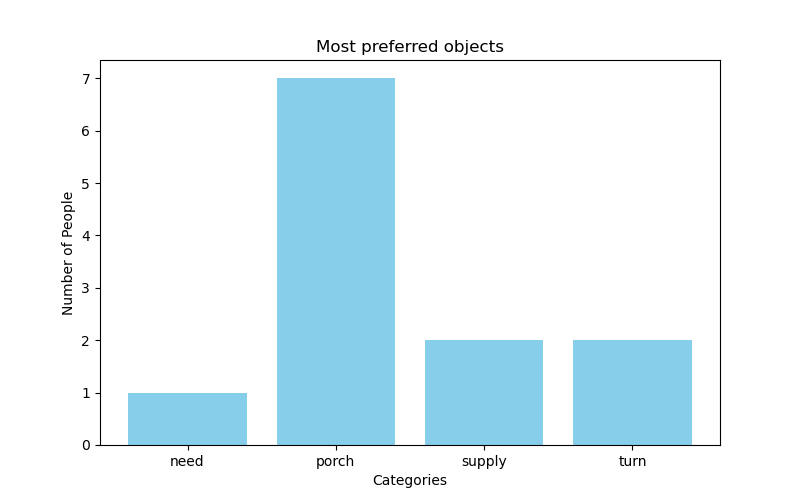 Most preferred objects
Number of People
7
6
5
4
3
2
1
0
need porch supply turn
Categories